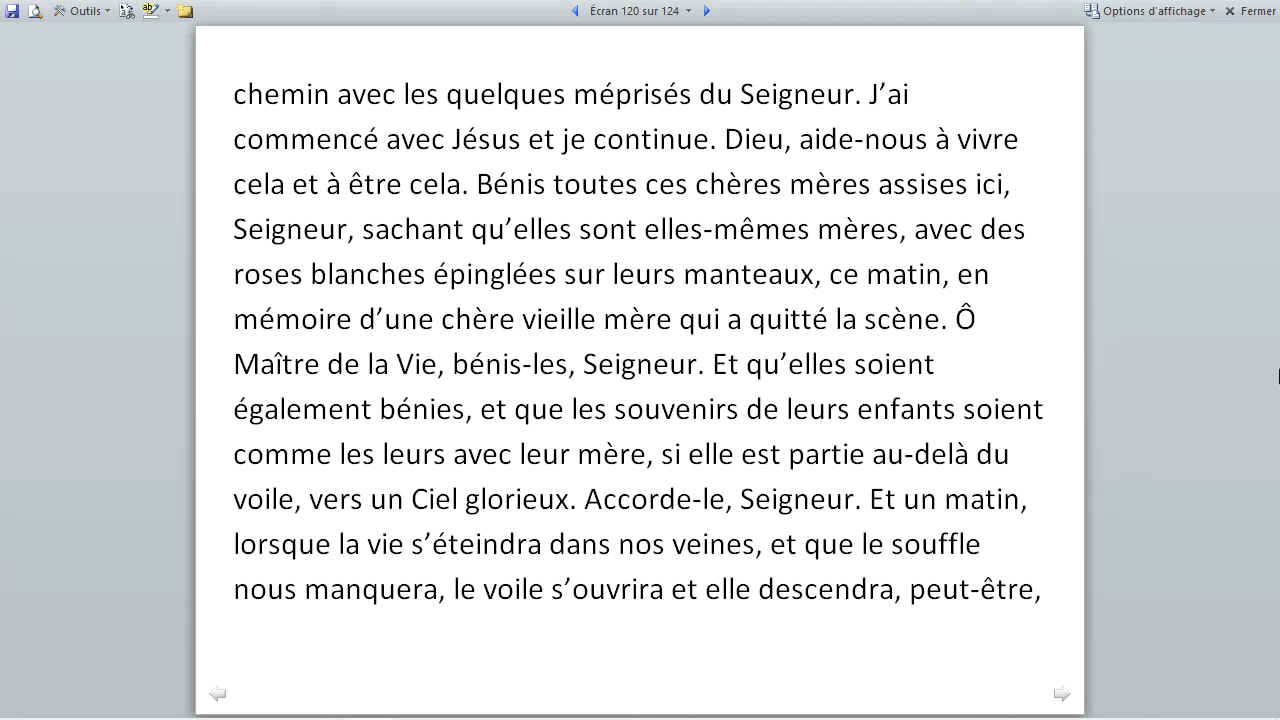 Outils
Écran 120 sur 124
Options d'affichage
Fermer
chemin avec les quelques méprisés du Seigneur. J’ai
commencé avec Jésus et je continue. Dieu, aide-nous à vivre
cela et à être cela. Bénis toutes ces chères mères assises ici,
Seigneur, sachant qu’elles sont elles-mêmes mères, avec des
roses blanches épinglées sur leurs manteaux, ce matin, en
mémoire d’une chère vieille mère qui a quitté la scène. Ô
Maître de la Vie, bénis-les, Seigneur. Et qu’elles soient
également bénies, et que les souvenirs de leurs enfants soient
comme les leurs avec leur mère, si elle est partie au-delà du
voile, vers un Ciel glorieux. Accorde-le, Seigneur. Et un matin,
lorsque la vie s’éteindra dans nos veines, et que le souffle
nous manquera, le voile s’ouvrira et elle descendra, peut-être,